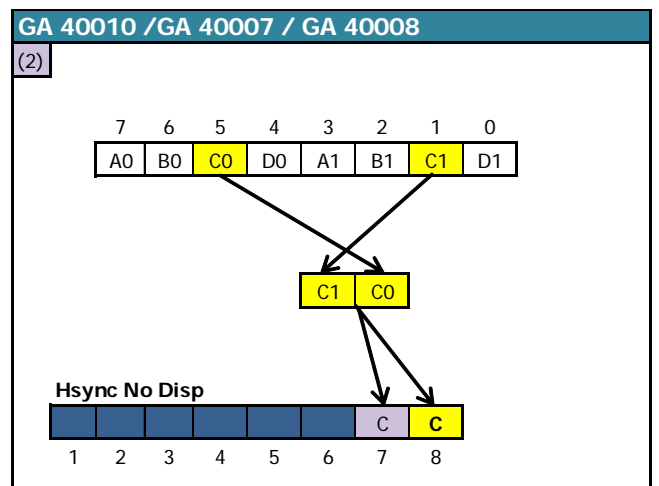 GA 40010 /GA 40007 / GA 40008
(2)
7 6 5 4 3 2 1 0
A0 B0 C0 D0 A1 B1 C1 D1
C1 C0
Hsync No Disp
C C
1 2 3 4 5 6 7 8